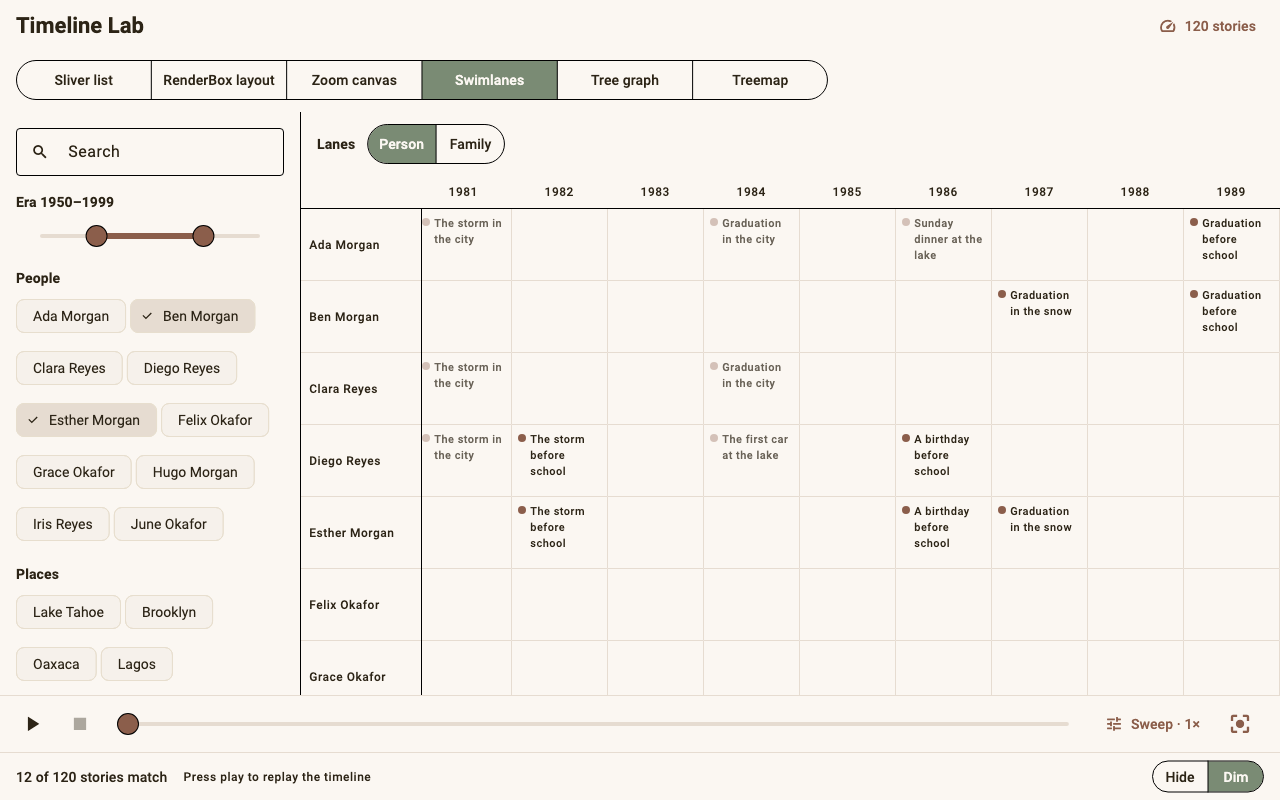 Timeline Lab
120 stories
Sliver list
RenderBox layout
Zoom canvas
Swimlanes
Tree graph
Treemap
Search
Era 1950–1999
People
Ada Morgan
Ben Morgan
Clara Reyes
Diego Reyes
Esther Morgan
Felix Okafor
Grace Okafor
Hugo Morgan
Iris Reyes
June Okafor
Places
Lake Tahoe
Brooklyn
Oaxaca
Lagos
Lanes
Person
Family
1981
1982
1983
1984
1985
1986
1987
1988
1989
Ada Morgan
The storm in
the city
Graduation
in the city
Sunday
dinner at the
lake
Graduation
before
school
Ben Morgan
Graduation
in the snow
Graduation
before
school
Clara Reyes
The storm in
the city
Graduation
in the city
Diego Reyes
The storm in
the city
The storm
before
school
The first car
at the lake
A birthday
before
school
Esther Morgan
The storm
before
school
A birthday
before
school
Graduation
in the snow
Felix Okafor
Grace Okafor
Sweep · 1×
12 of 120 stories match
Press play to replay the timeline
Hide
Dim